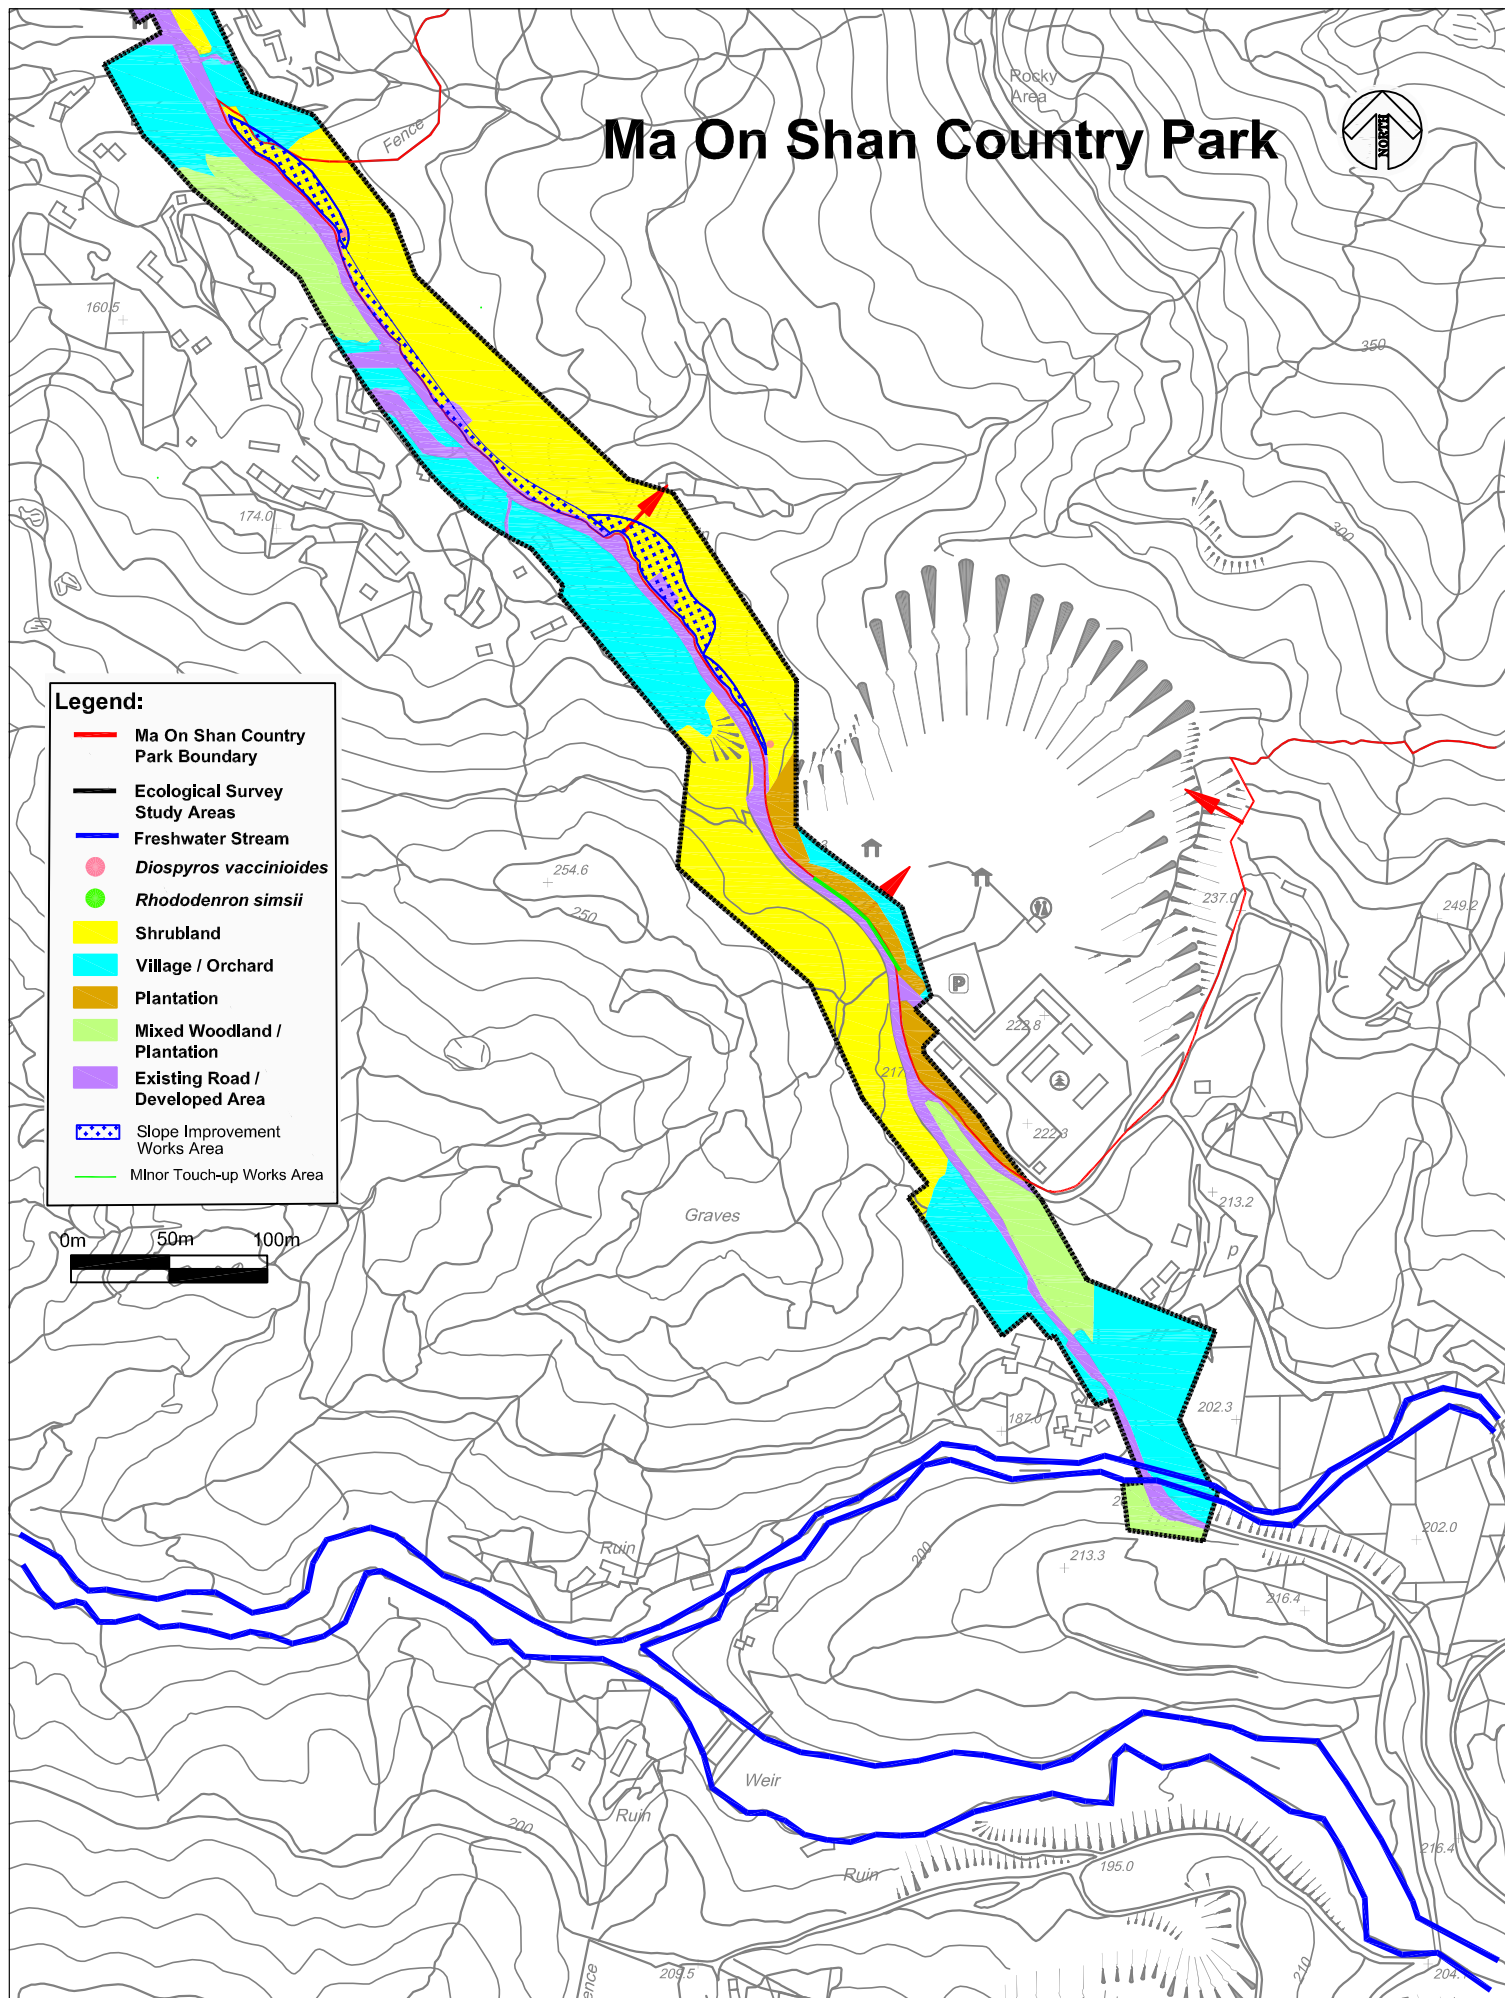 Rocky
Area
Ma On Shan Country Park
NORTH
Fence
160.5
350
174.0
300
Legend:
Ma On Shan Country
Park Boundary
Ecological Survey
Study Areas
Freshwater Stream
Diospyros vaccinioides
Rhododenron simsii
Shrubland
Village / Orchard
Plantation
Mixed Woodland /
Plantation
Existing Road /
Developed Area
Slope Improvement
Works Area
Minor Touch-up Works Area
0m 50m 100m
254.6
250
237.0
249.2
P
222.8
217
222.3
213.2
P
Graves
187.0
202.3
202.0
Ruin
200
213.3
216.4
Weir
Ruin
200
Ruin
195.0
216.4
209.5
210